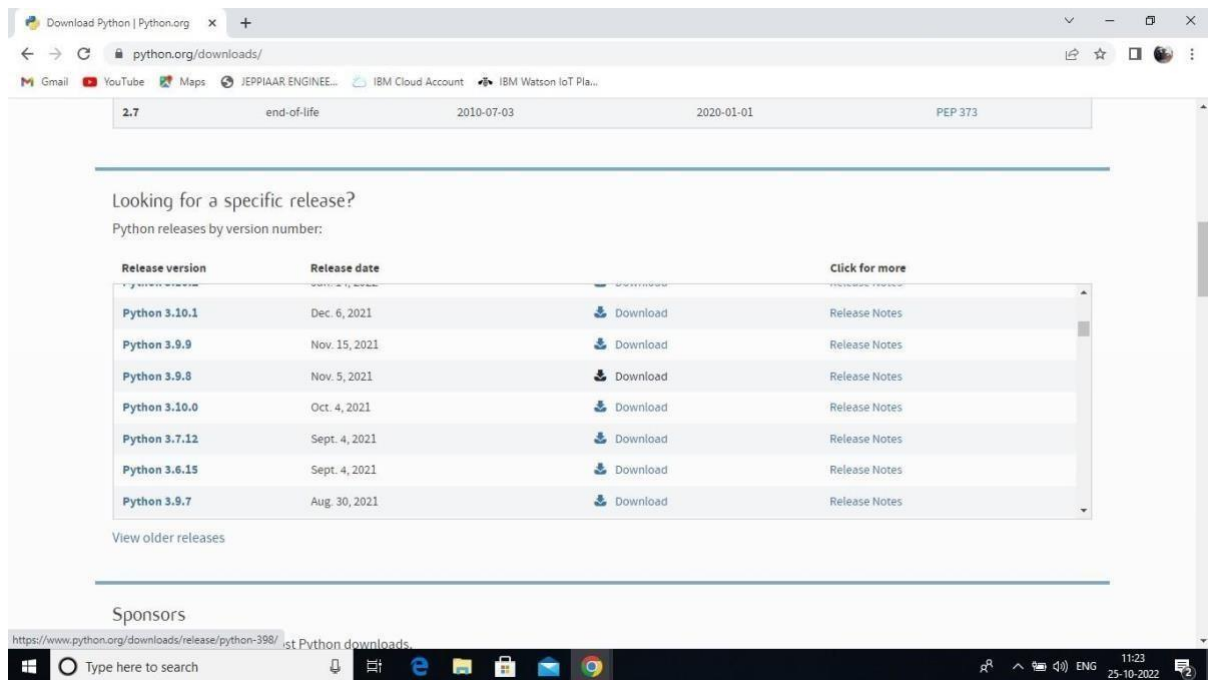 Download Python | Python.org
python.org/downloads/
Gmail YouTube Maps JEPPIAAR ENGINEE... IBM Cloud Account IBM Watson IoT Pla...
2.7 end-of-life 2010-07-03 2020-01-01 PEP 373
Looking for a specific release?
Python releases by version number:
Release version Release date Click for more
Python 3.10.1 Dec. 6, 2021 Download Release Notes
Python 3.9.9 Nov. 15, 2021 Download Release Notes
Python 3.9.8 Nov. 5, 2021 Download Release Notes
Python 3.10.0 Oct. 4, 2021 Download Release Notes
Python 3.7.12 Sept. 4, 2021 Download Release Notes
Python 3.6.15 Sept. 4, 2021 Download Release Notes
Python 3.9.7 Aug. 30, 2021 Download Release Notes
View older releases
Sponsors
https://www.python.org/downloads/release/python-398/ st Python downloads.
Type here to search ENG 11:23
25-10-2022 2